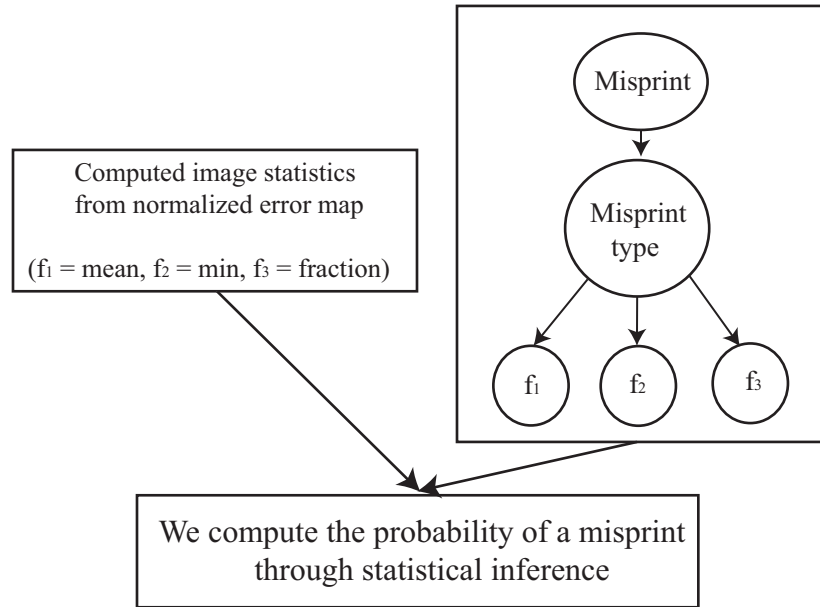 Misprint
Misprint
type
f₁
f₂
f₃
Computed image statistics
from normalized error map
(f₁ = mean, f₂ = min, f₃ = fraction)
We compute the probability of a misprint
through statistical inference